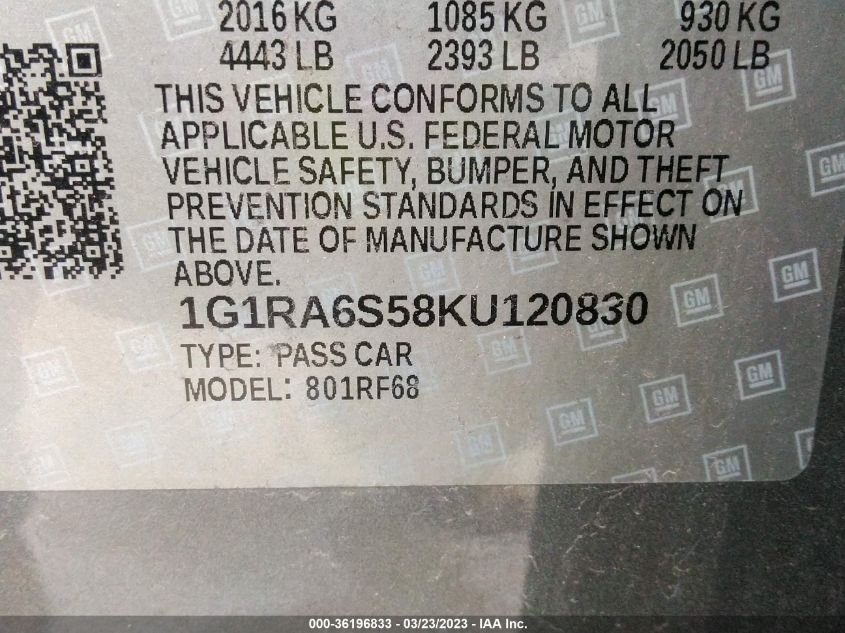 2016 KG 1085 KG 930 KG
4443 LB 2393 LB 2050 LB
THIS VEHICLE CONFORMS TO ALL
APPLICABLE U.S. FEDERAL MOTOR
VEHICLE SAFETY, BUMPER, AND THEFT
PREVENTION STANDARDS IN EFFECT ON
THE DATE OF MANUFACTURE SHOWN
ABOVE.
1G1RA6S58KU120830
TYPE: PASS CAR
MODEL: 801RF68
GM
000-36196833 - 03/23/2023 - IAA Inc.